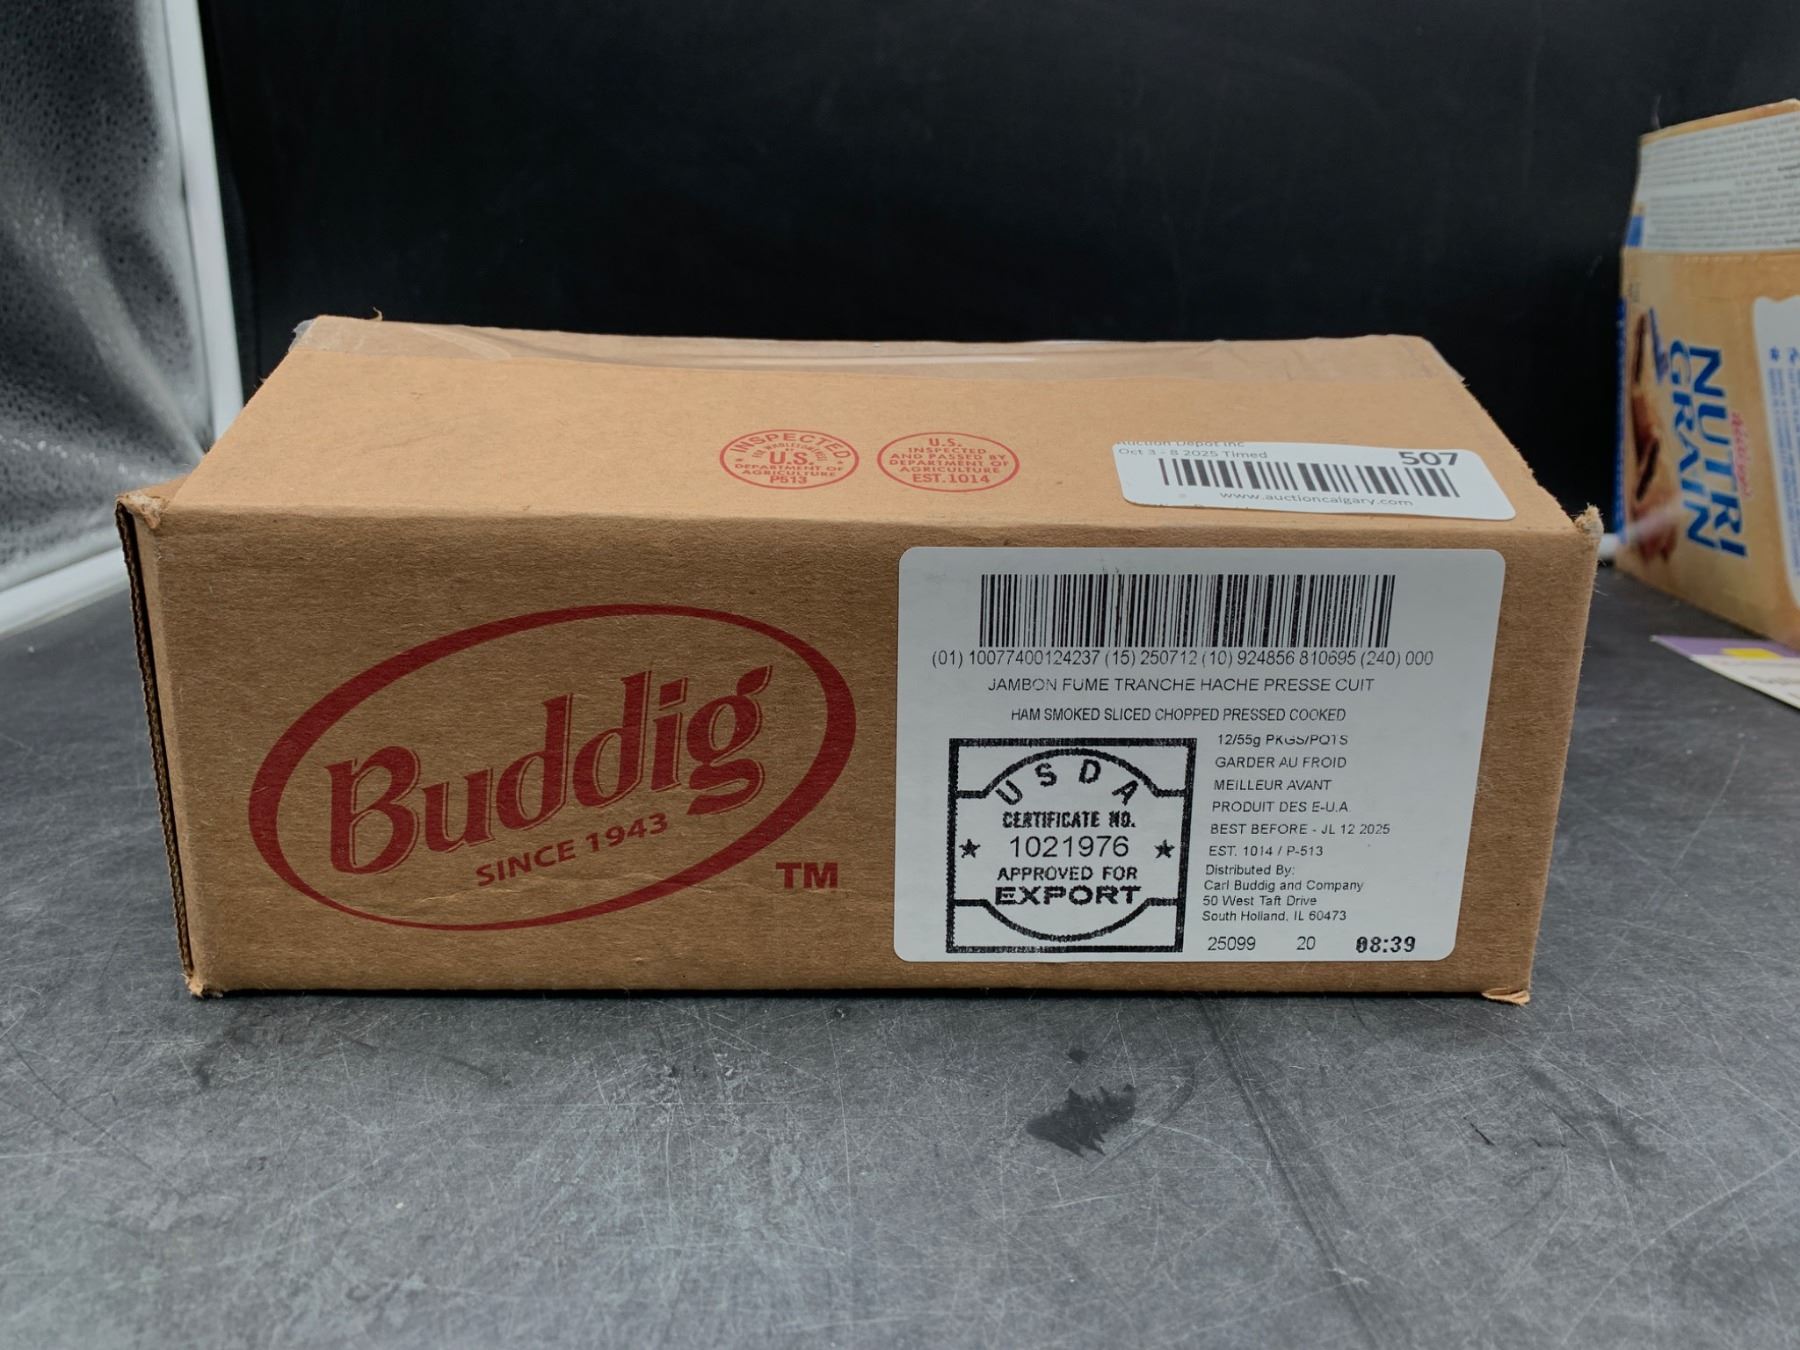 INSPECTED
FOR WHOLESOMENESS
BY
U.S.
DEPARTMENT OF
AGRICULTURE
P513
U.S.
INSPECTED
AND PASSED BY
DEPARTMENT OF
AGRICULTURE
EST.1014
Auction Depot Inc
Oct 3 - 8 2025 Timed
507
www.auctioncalgary.com
Buddig
SINCE 1943
TM
(01) 10077400124237 (15) 250712 (10) 924856 810695 (240) 000
JAMBON FUME TRANCHE HACHE PRESSE CUIT
HAM SMOKED SLICED CHOPPED PRESSED COOKED
12/55g PKGS/PQTS
GARDER AU FROID
MEILLEUR AVANT
PRODUIT DES E-U.A.
BEST BEFORE - JL 12 2025
EST. 1014 / P-513
Distributed By:
Carl Buddig and Company
50 West Taft Drive
South Holland, IL 60473
25099 20 08:39
USDA
CERTIFICATE NO.
1021976
APPROVED FOR
EXPORT
Kellogg's
NUTRI
GRAIN